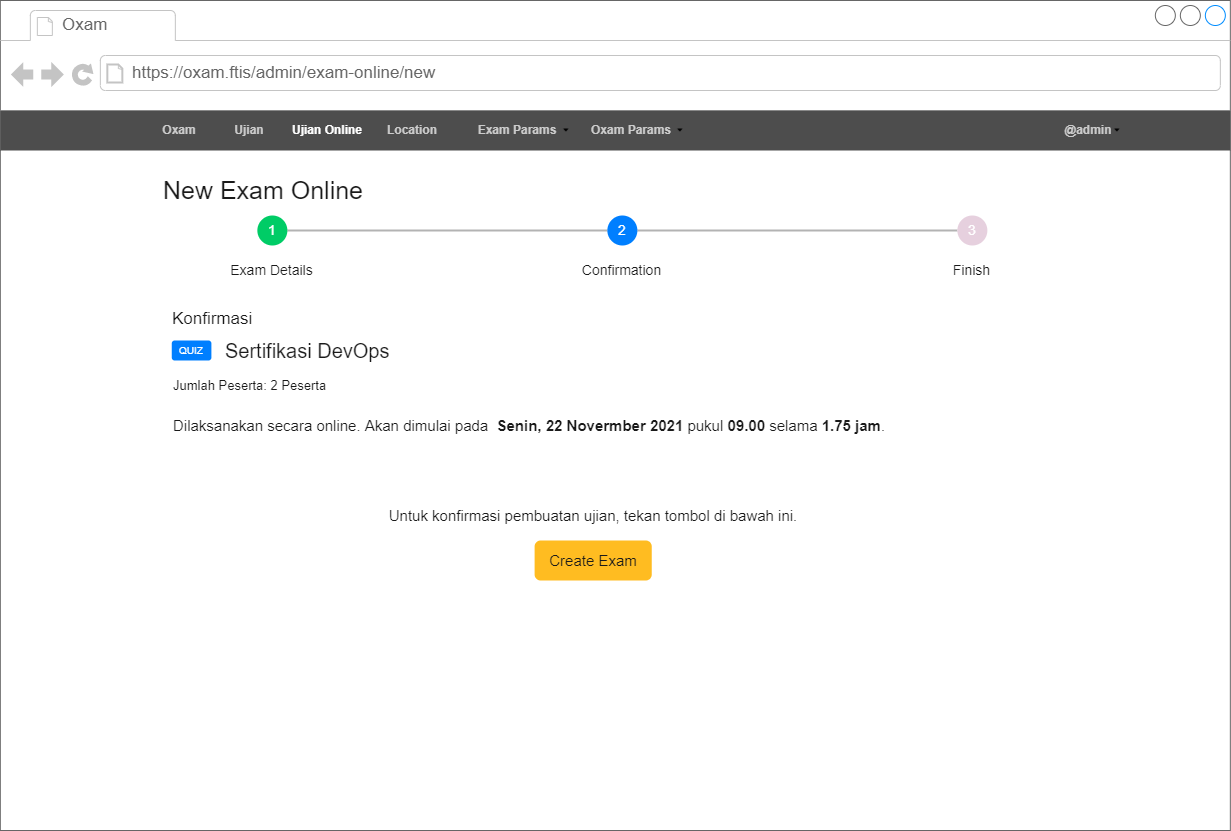 Oxam
https://oxam.ftis/admin/exam-online/new
Oxam Ujian Ujian Online Location Exam Params Oxam Params @admin
New Exam Online
1 2 3
Exam Details Confirmation Finish
Konfirmasi
QUIZ Sertifikasi DevOps
Jumlah Peserta: 2 Peserta
Dilaksanakan secara online. Akan dimulai pada Senin, 22 Novermber 2021 pukul 09.00 selama 1.75 jam.
Untuk konfirmasi pembuatan ujian, tekan tombol di bawah ini.
Create Exam